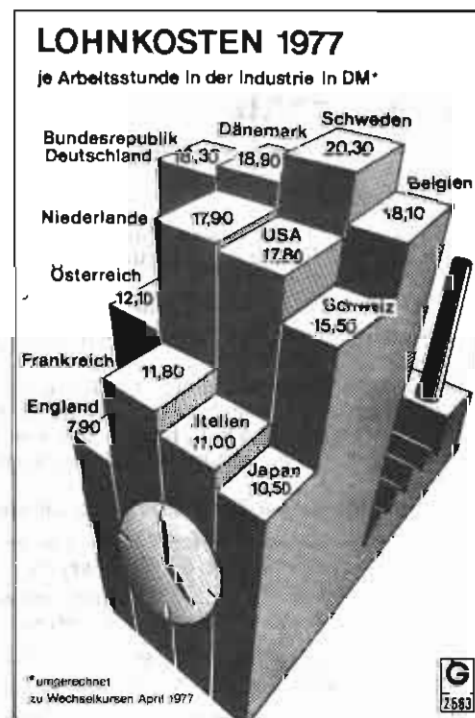 LOHNKOSTEN 1977
je Arbeitsstunde in der Industrie in DM*
Schweden
20,30
Dänemark
18,90
Bundesrepublik
Deutschland
18,30
Belgien
18,10
Niederlande
17,90
USA
17,80
Österreich
12,10
Schweiz
15,50
Frankreich
11,80
England
7,90
Italien
11,00
Japan
10,50
*umgerechnet
zu Wechselkursen April 1977
G
2583